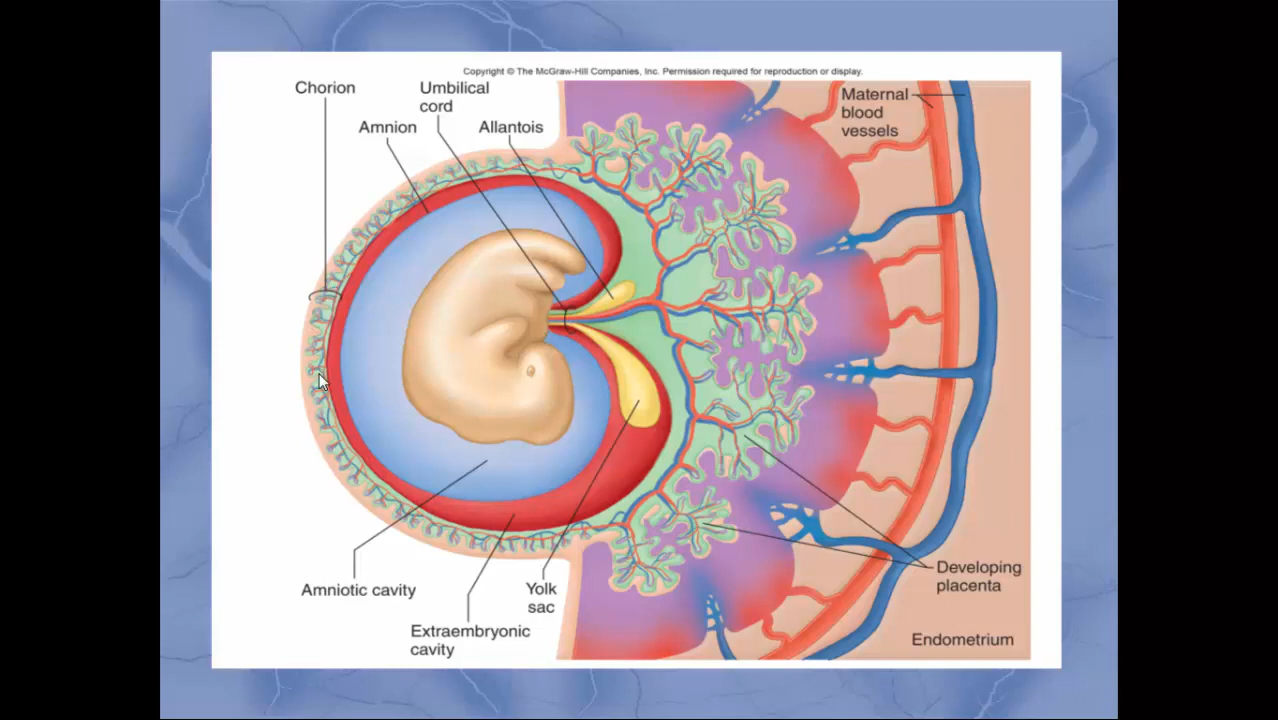 Copyright © The McGraw-Hill Companies, Inc. Permission required for reproduction or display.
Chorion
Umbilical
cord
Amnion
Allantois
Maternal
blood
vessels
Amniotic cavity
Yolk
sac
Extraembryonic
cavity
Developing
placenta
Endometrium